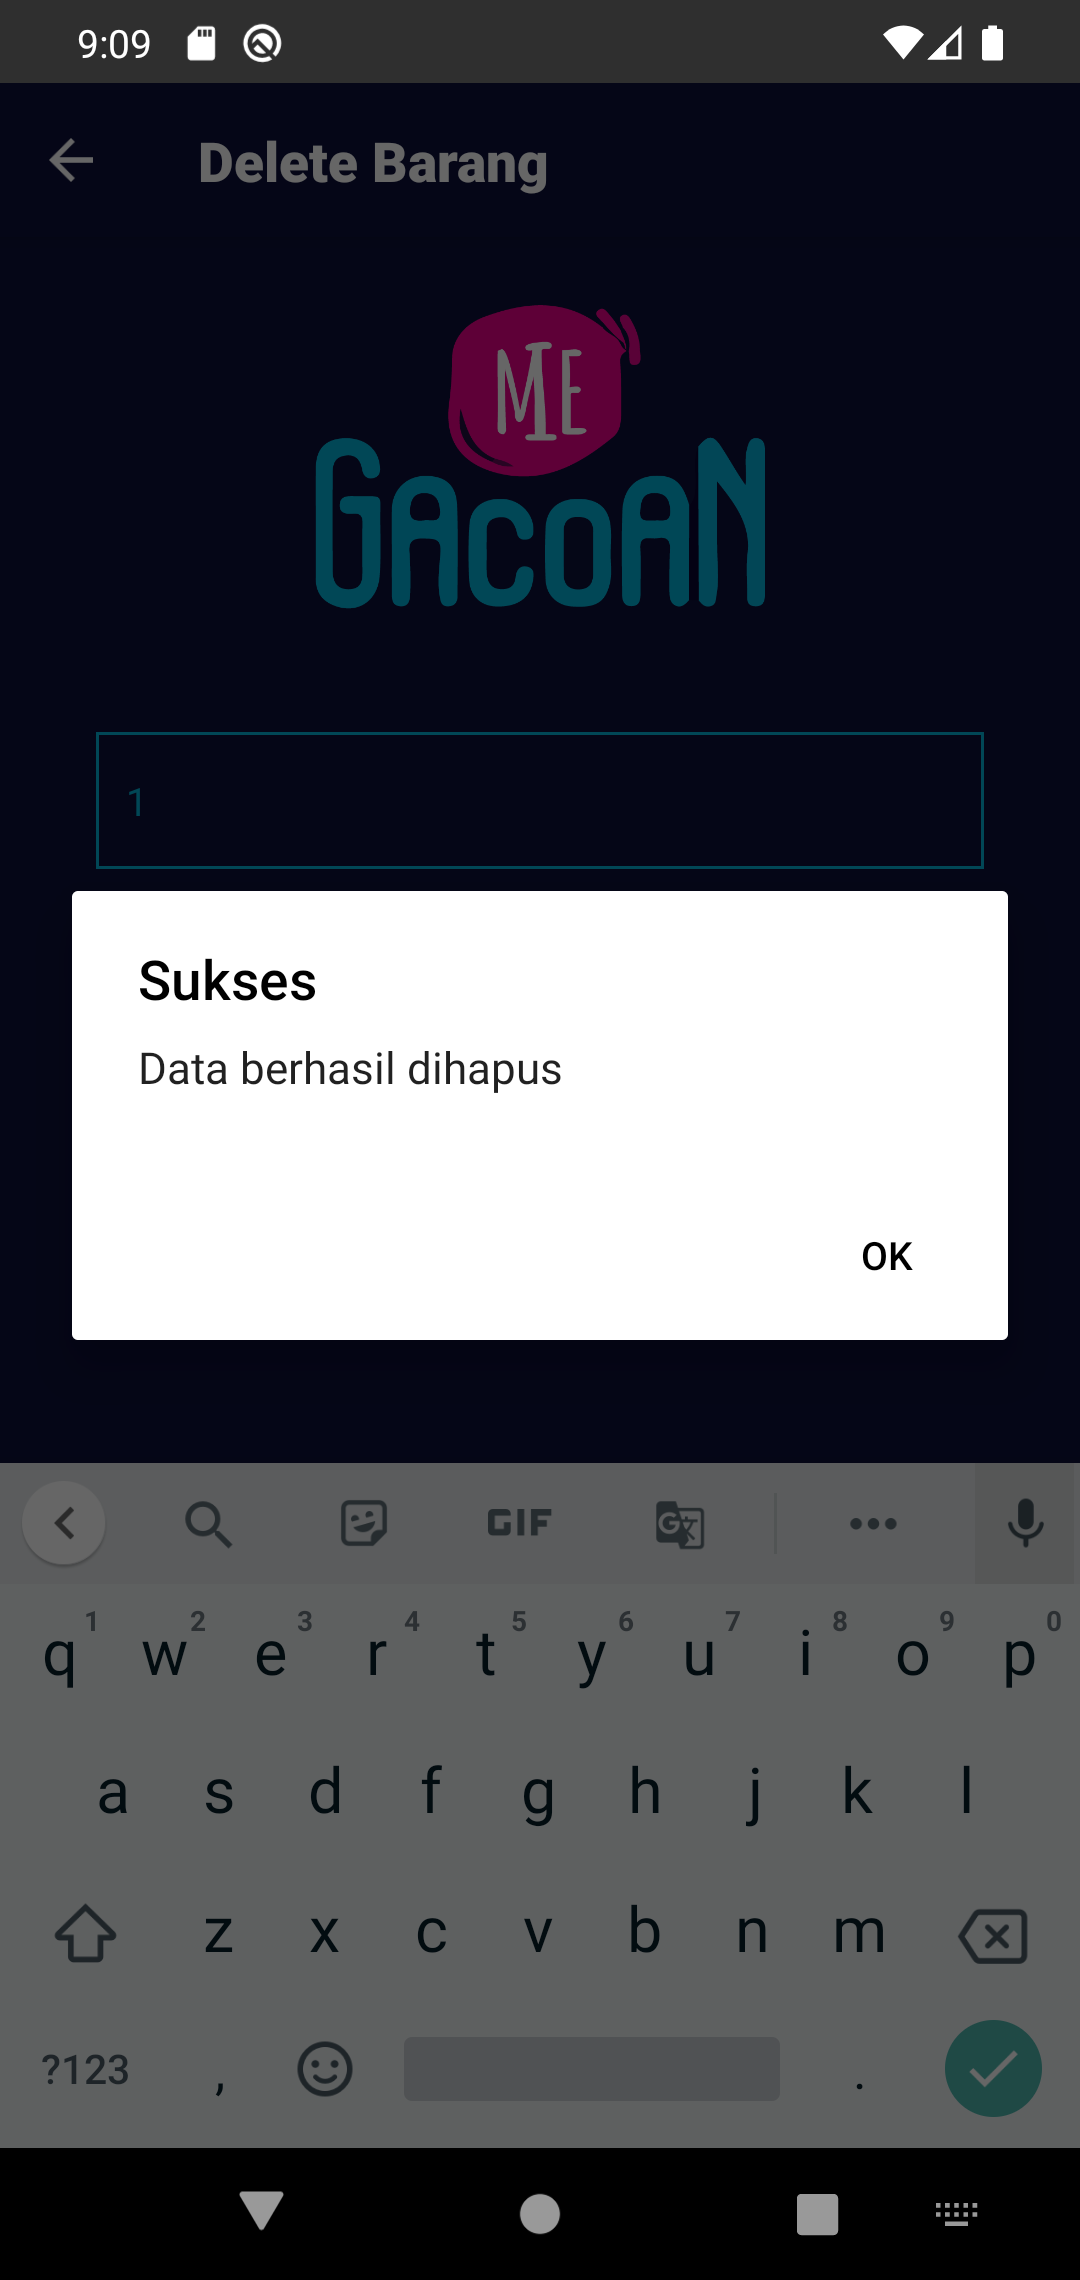 9:09
Delete Barang
ME
GACOAN
1
Sukses
Data berhasil dihapus
OK
GIF
G
1 2 3 4 5 6 7 8 9 0
q w e r t y u i o p
a s d f g h j k l
z x c v b n m
?123 , .